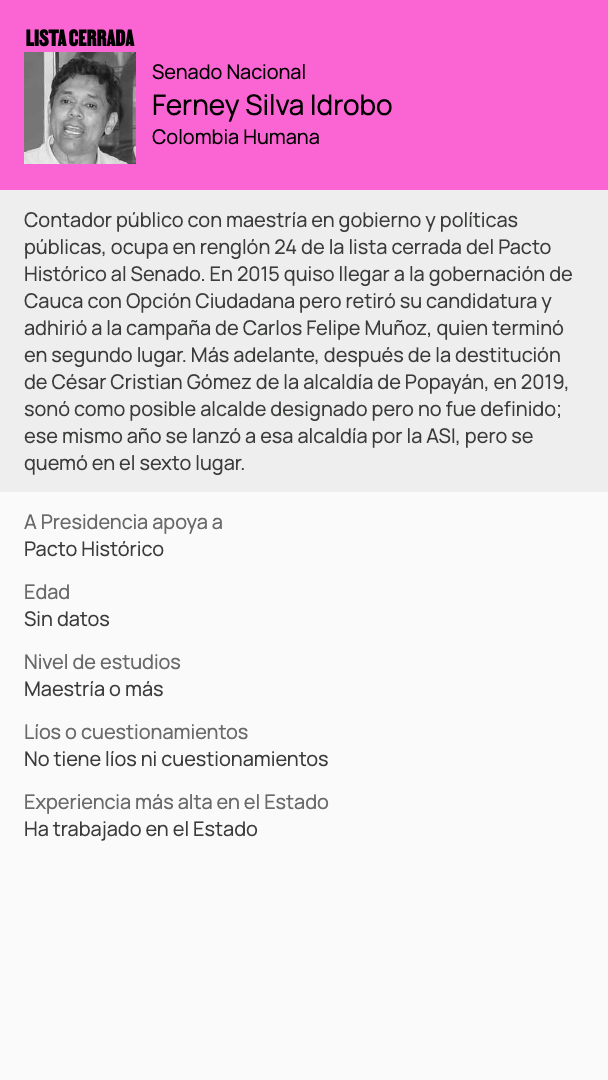 LISTA CERRADA
Senado Nacional
Ferney Silva Idrobo
Colombia Humana
Contador público con maestría en gobierno y políticas
públicas, ocupa en renglón 24 de la lista cerrada del Pacto
Histórico al Senado. En 2015 quiso llegar a la gobernación de
Cauca con Opción Ciudadana pero retiró su candidatura y
adhirió a la campaña de Carlos Felipe Muñoz, quien terminó
en segundo lugar. Más adelante, después de la destitución
de César Cristian Gómez de la alcaldía de Popayán, en 2019,
sonó como posible alcalde designado pero no fue definido;
ese mismo año se lanzó a esa alcaldía por la ASI, pero se
quemó en el sexto lugar.
A Presidencia apoya a
Pacto Histórico
Edad
Sin datos
Nivel de estudios
Maestría o más
Líos o cuestionamientos
No tiene líos ni cuestionamientos
Experiencia más alta en el Estado
Ha trabajado en el Estado